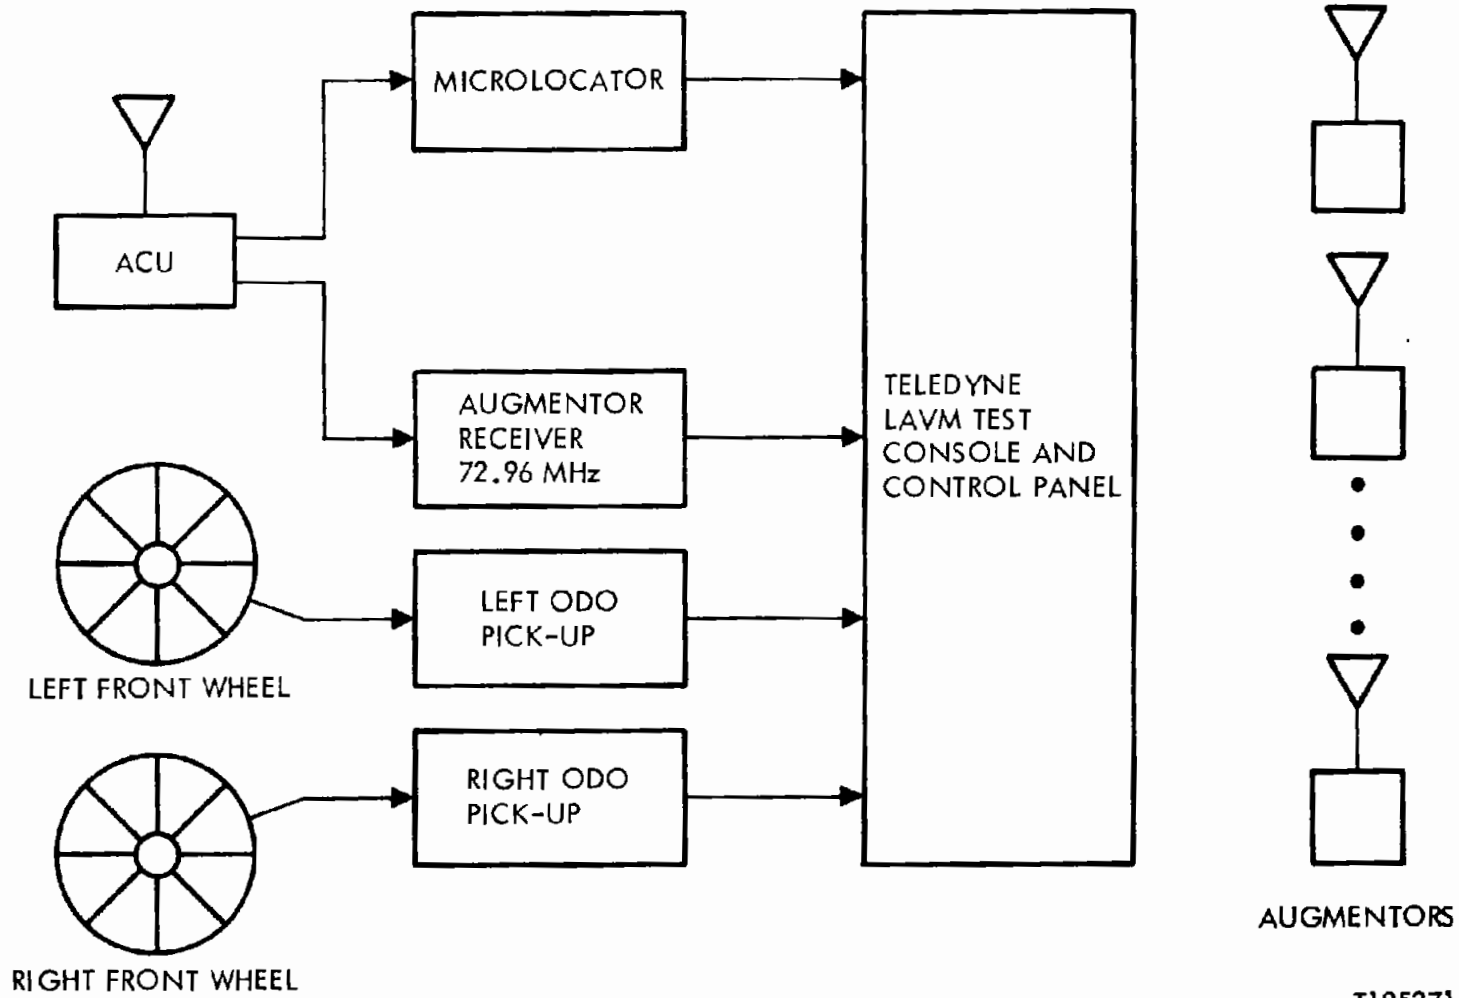 MICROLOCATOR
ACU
AUGMENTOR
RECEIVER
72.96 MHz
TELEDYNE
LAVM TEST
CONSOLE AND
CONTROL PANEL
LEFT ODO
PICK-UP
LEFT FRONT WHEEL
RIGHT ODO
PICK-UP
RIGHT FRONT WHEEL
AUGMENTORS